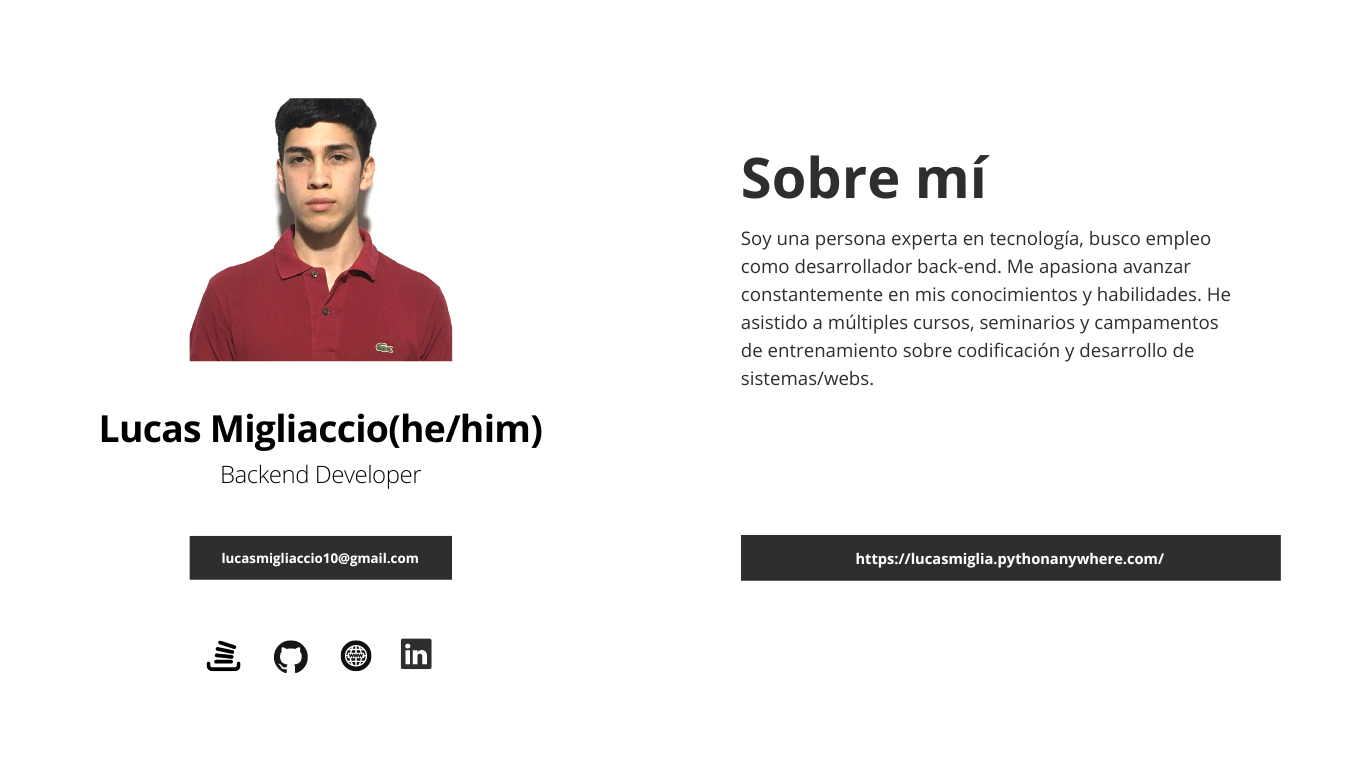 Sobre mí
Soy una persona experta en tecnología, busco empleo
como desarrollador back-end. Me apasiona avanzar
constantemente en mis conocimientos y habilidades. He
asistido a múltiples cursos, seminarios y campamentos
de entrenamiento sobre codificación y desarrollo de
sistemas/webs.
Lucas Migliaccio(he/him)
Backend Developer
lucasmigliaccio10@gmail.com
https://lucasmiglia.pythonanywhere.com/
in